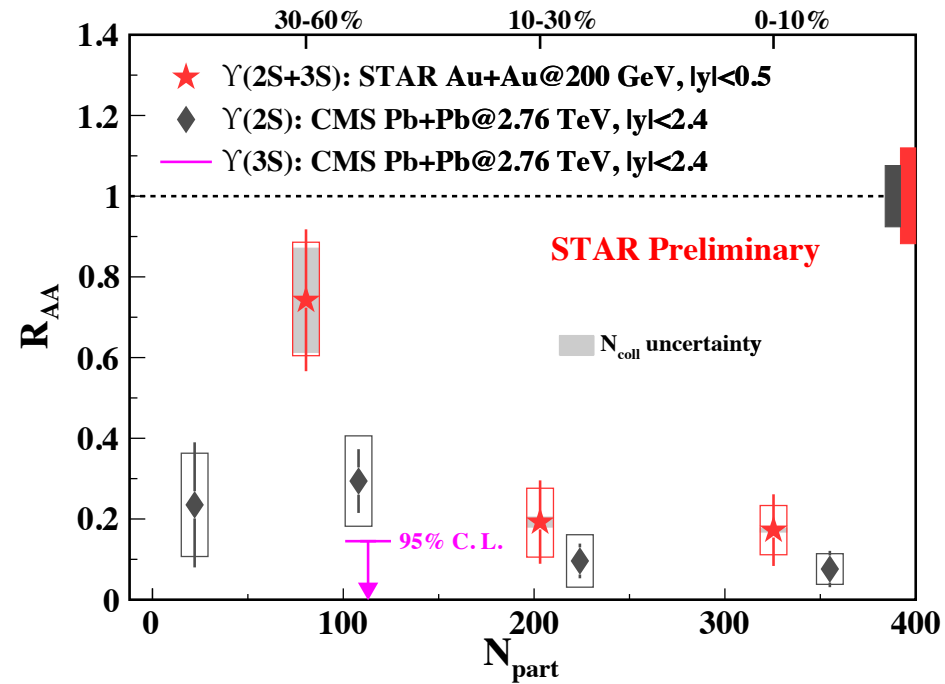 30-60% 10-30% 0-10%
1.4
ϒ(2S+3S): STAR Au+Au@200 GeV, |y|<0.5
1.2
ϒ(2S): CMS Pb+Pb@2.76 TeV, |y|<2.4
ϒ(3S): CMS Pb+Pb@2.76 TeV, |y|<2.4
1
STAR Preliminary
0.8
R_AA
0.6
N_coll uncertainty
0.4
0.2
95% C. L.
0
0 100 200 300 400
N_part